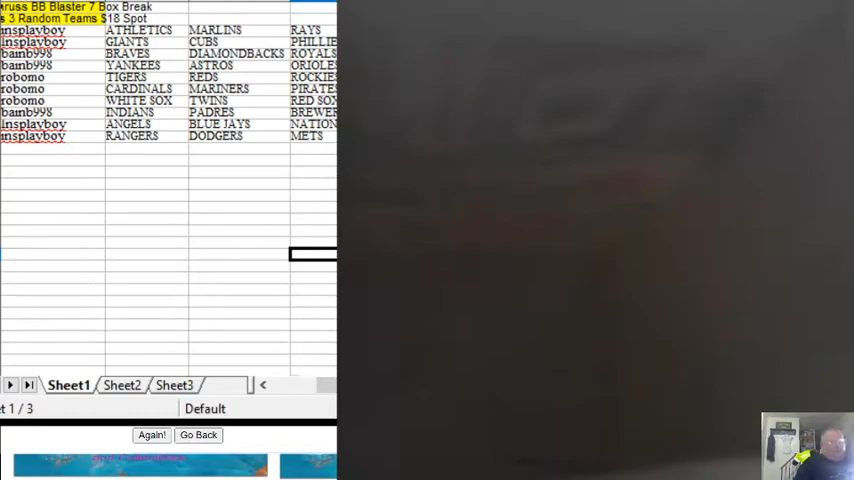 aruss BB Blaster 7 Box Break
s 3 Random Teams $18 Spot
insplayboy ATHLETICS MARLINS RAYS
insplayboy GIANTS CUBS PHILLIE
bainb998 BRAVES DIAMONDBACKS ROYALS
bainb998 YANKEES ASTROS ORIOLE
robomo TIGERS REDS ROCKIES
robomo CARDINALS MARINERS PIRATE
robomo WHITE SOX TWINS RED SOX
bainb998 INDIANS PADRES BREWER
insplayboy ANGELS BLUE JAYS NATION
insplayboy RANGERS DODGERS METS
Sheet1 Sheet2 Sheet3
t 1 / 3 Default
Again! Go Back